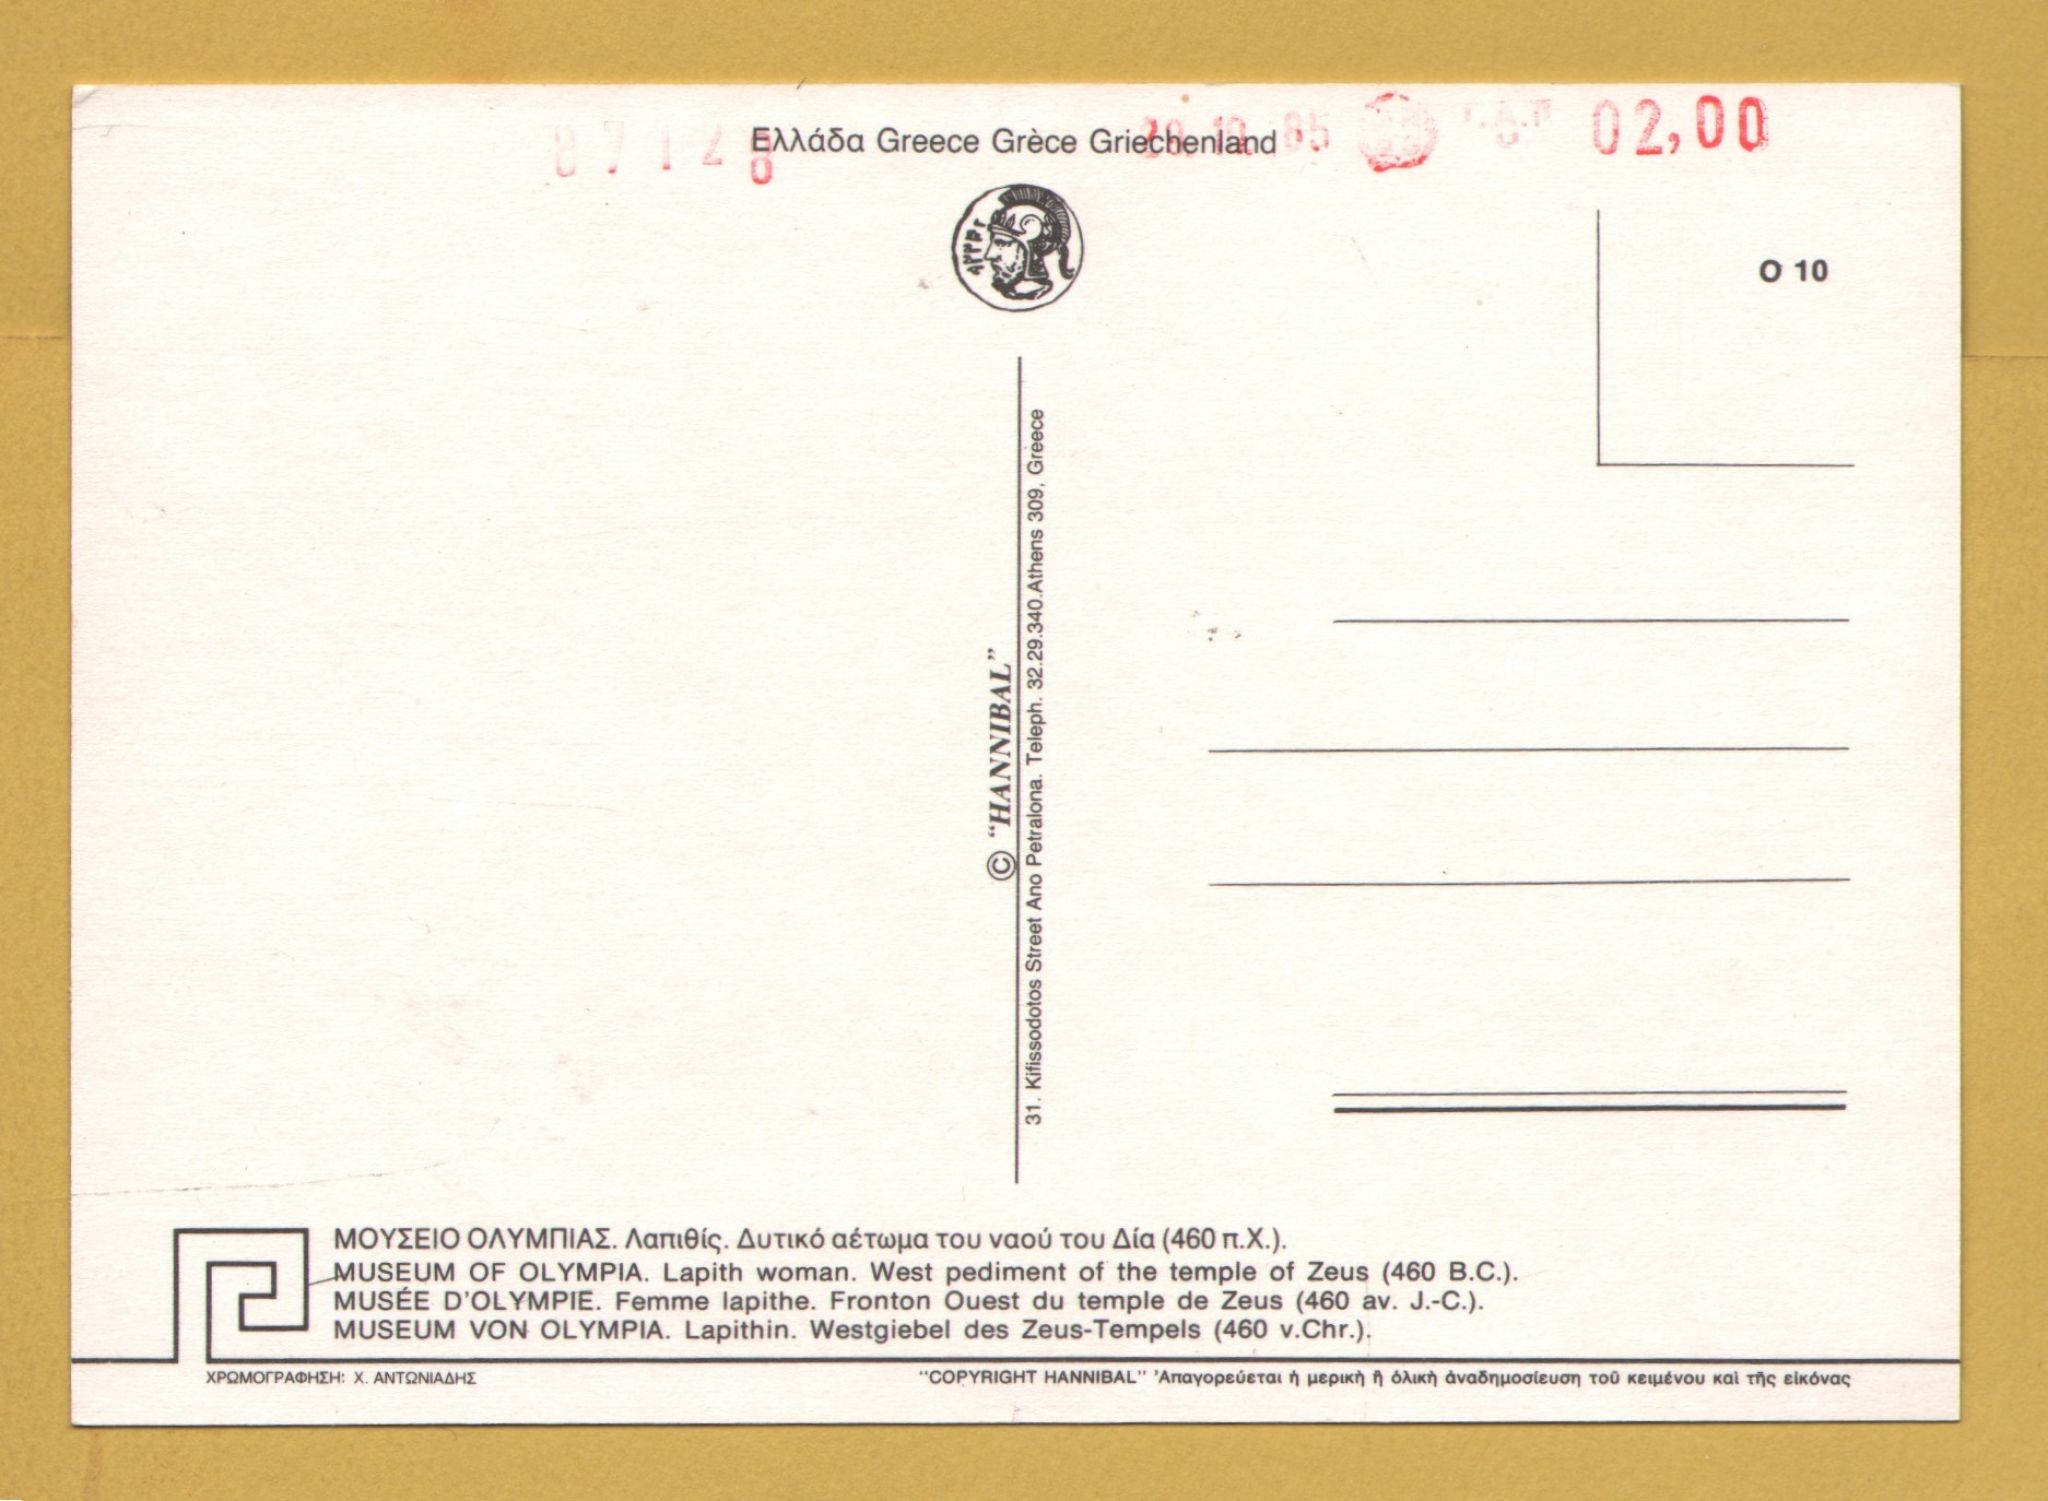 02,00
Ελλάδα Greece Grèce Griechenland
O 10
© “HANNIBAL”
31. Kifissodotos Street Ano Petralona. Teleph. 32.29.340.Athens 309, Greece
ΜΟΥΣΕΙΟ ΟΛΥΜΠΙΑΣ. Λαπιθίς. Δυτικό αέτωμα του ναού του Δία (460 π.Χ.).
MUSEUM OF OLYMPIA. Lapith woman. West pediment of the temple of Zeus (460 B.C.).
MUSÉE D'OLYMPIE. Femme lapithe. Fronton Ouest du temple de Zeus (460 av. J.-C.).
MUSEUM VON OLYMPIA. Lapithin. Westgiebel des Zeus-Tempels (460 v.Chr.).
ΧΡΩΜΟΓΡΑΦΗΣΗ: Χ. ΑΝΤΩΝΙΑΔΗΣ
"COPYRIGHT HANNIBAL" Ἀπαγορεύεται ἡ μερικὴ ἢ ὁλικὴ ἀναδημοσίευση τοῦ κειμένου καὶ τῆς εἰκόνας